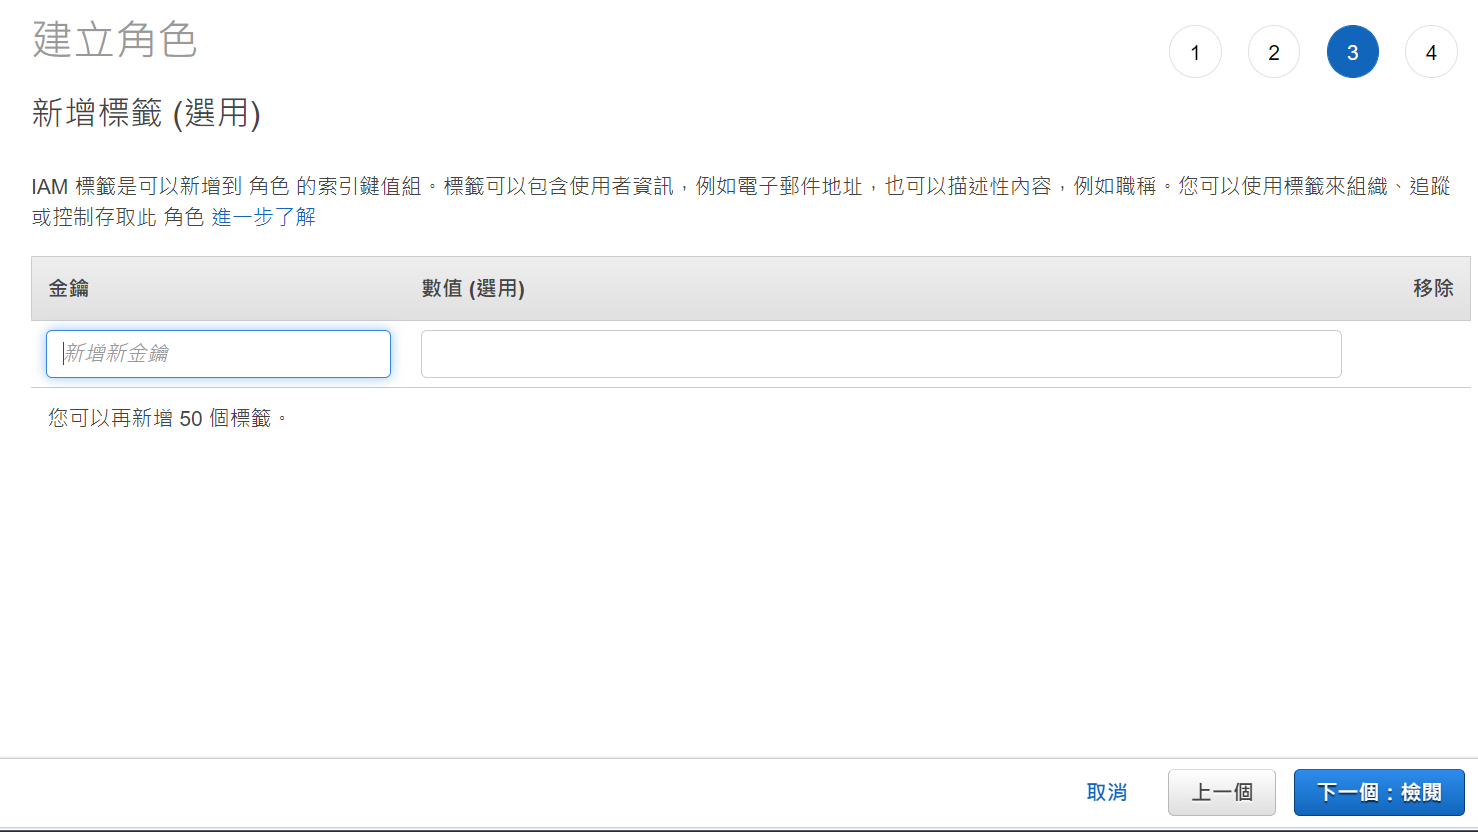 建立角色
1 2 3 4
新增標籤 (選用)
IAM 標籤是可以新增到 角色 的索引鍵值組。標籤可以包含使用者資訊，例如電子郵件地址，也可以描述性內容，例如職稱。您可以使用標籤來組織、追蹤
或控制存取此 角色 進一步了解
金鑰 數值 (選用) 移除
新增新金鑰
您可以再新增 50 個標籤。
取消 上一個 下一個：檢閱